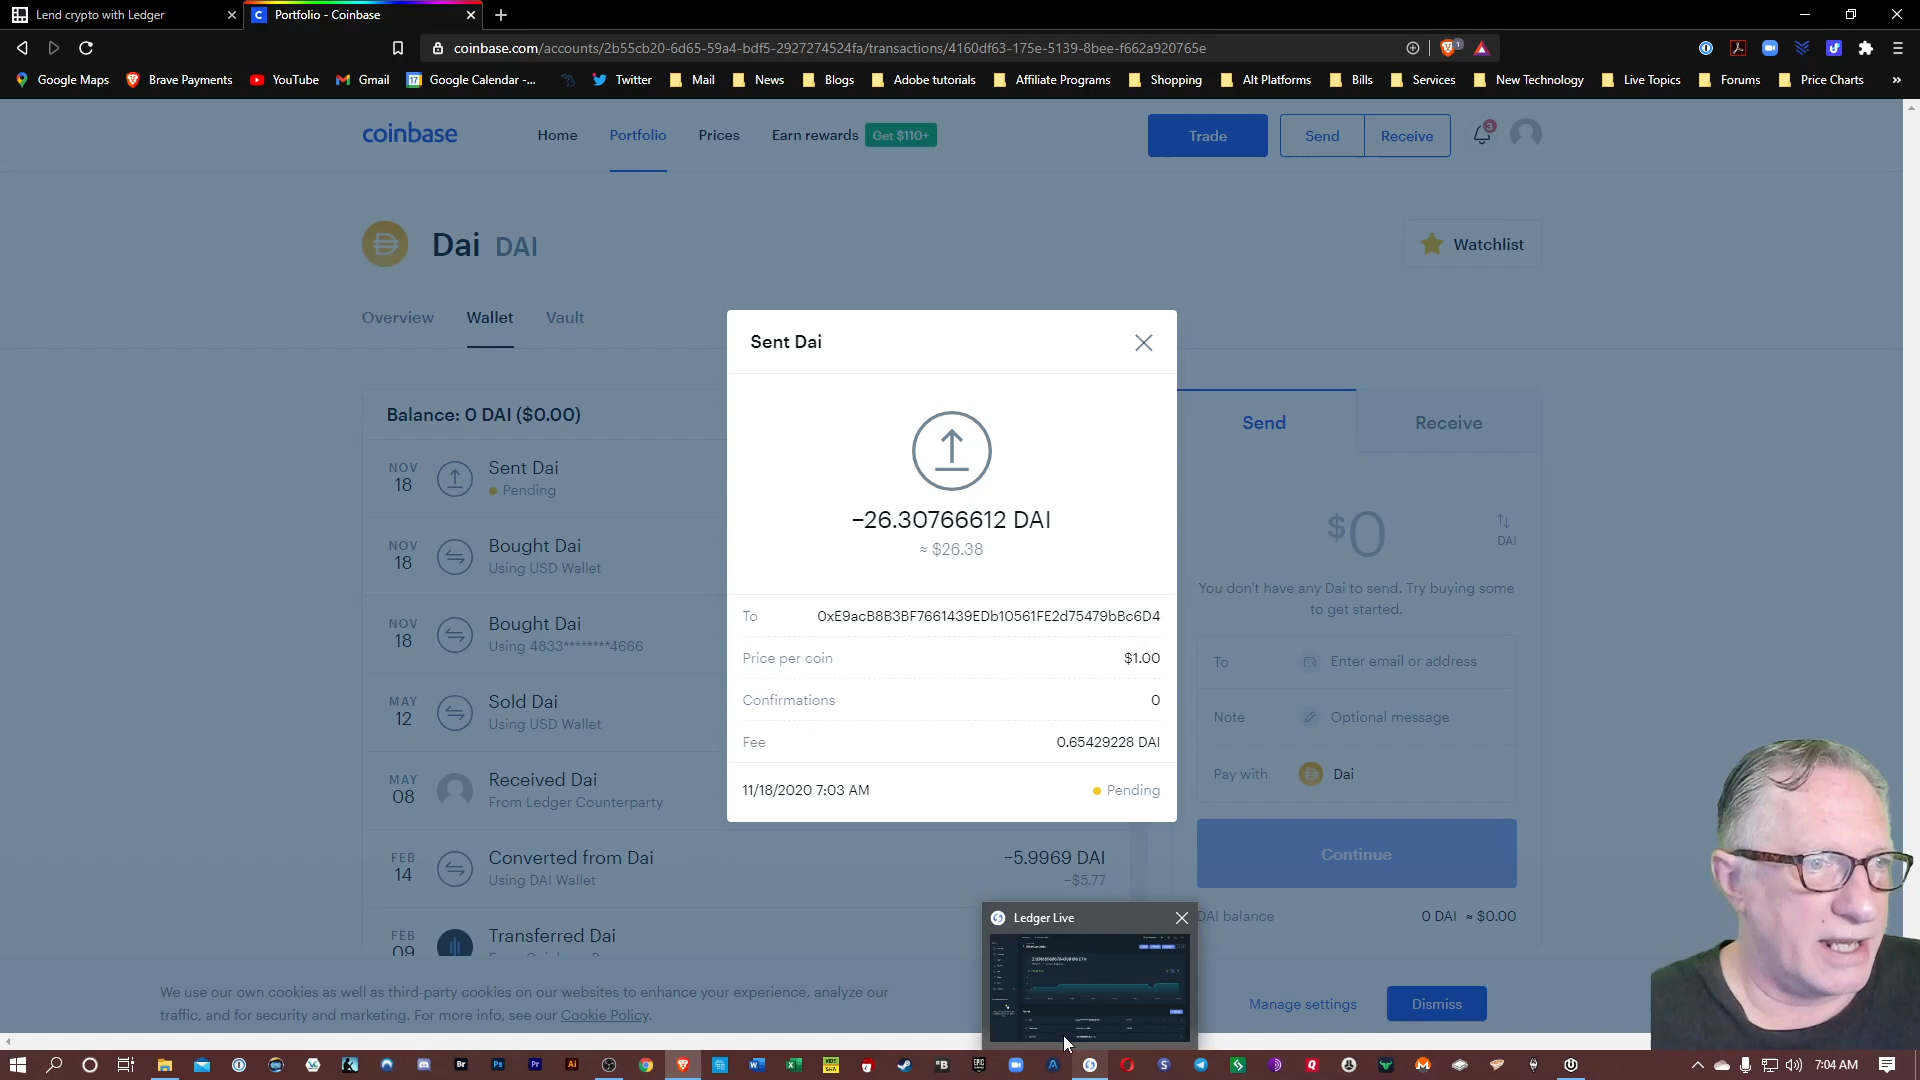 Lend crypto with Ledger
Portfolio - Coinbase
coinbase.com/accounts/2b55cb20-6d65-59a4-bdf5-2927274524fa/transactions/4160df63-175e-5139-8bee-f662a920765e
Google Maps Brave Payments YouTube Gmail Google Calendar -... Twitter Mail News Blogs Adobe tutorials Affiliate Programs Shopping Alt Platforms Bills Services New Technology Live Topics Forums Price Charts »
coinbase Home Portfolio Prices Earn rewards Get $110+ Trade Send Receive 3
Dai DAI Watchlist
Overview Wallet Vault
Sent Dai
−26.30766612 DAI
≈ $26.38
To 0xE9acB8B3BF7661439EDb10561FE2d75479bBc6D4
Price per coin $1.00
Confirmations 0
Fee 0.65429228 DAI
11/18/2020 7:03 AM Pending
Balance: 0 DAI ($0.00)
NOV 18 Sent Dai
Pending
NOV 18 Bought Dai
Using USD Wallet
NOV 18 Bought Dai
Using 4833********4666
MAY 12 Sold Dai
Using USD Wallet
MAY 08 Received Dai
From Ledger Counterparty
FEB 14 Converted from Dai −5.9969 DAI
Using DAI Wallet −$5.77
FEB 09 Transferred Dai
Send Receive
$0
DAI
You don't have any Dai to send. Try buying some
to get started.
To Enter email or address
Note Optional message
Pay with Dai
Continue
DAI balance 0 DAI ≈ $0.00
Ledger Live
We use our own cookies as well as third-party cookies on our websites to enhance your experience, analyze our
traffic, and for security and marketing. For more info, see our Cookie Policy.
Manage settings Dismiss
7:04 AM